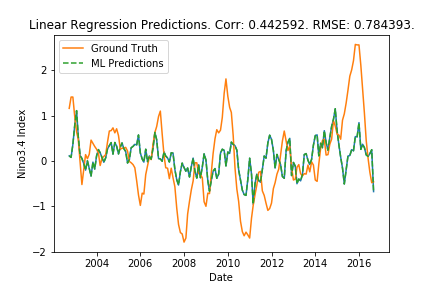 Linear Regression Predictions. Corr: 0.442592. RMSE: 0.784393.
Ground Truth
ML Predictions
Nino3.4 Index
2
1
0
−1
−2
2004 2006 2008 2010 2012 2014 2016
Date